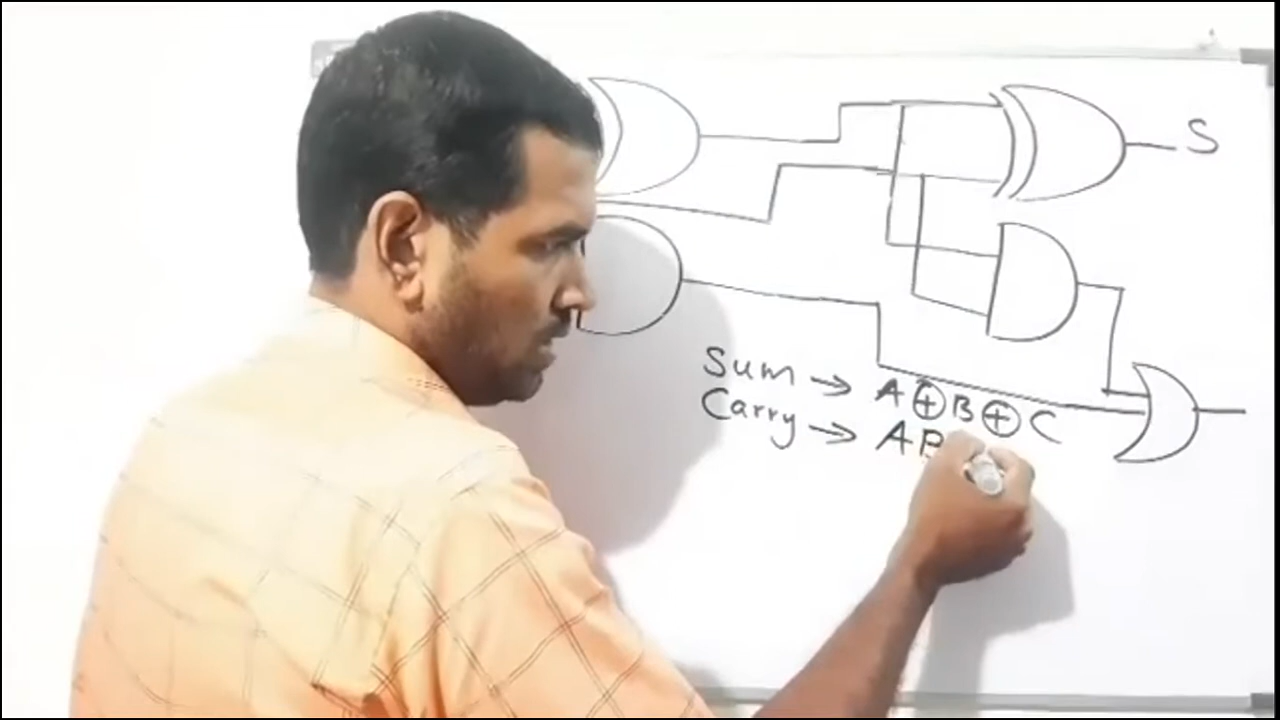 S
Sum → A ⊕ B ⊕ C
Carry → AB